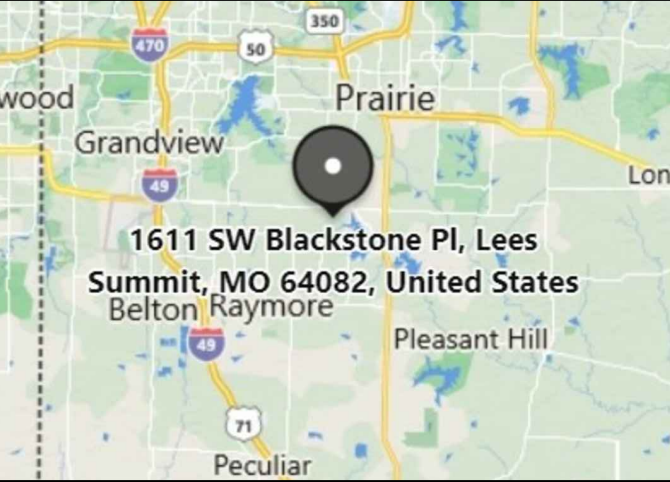 350
470
50
wood
Prairie
Grandview
49
Lon
1611 SW Blackstone Pl, Lees
Summit, MO 64082, United States
Belton Raymore
49
Pleasant Hill
71
Peculiar